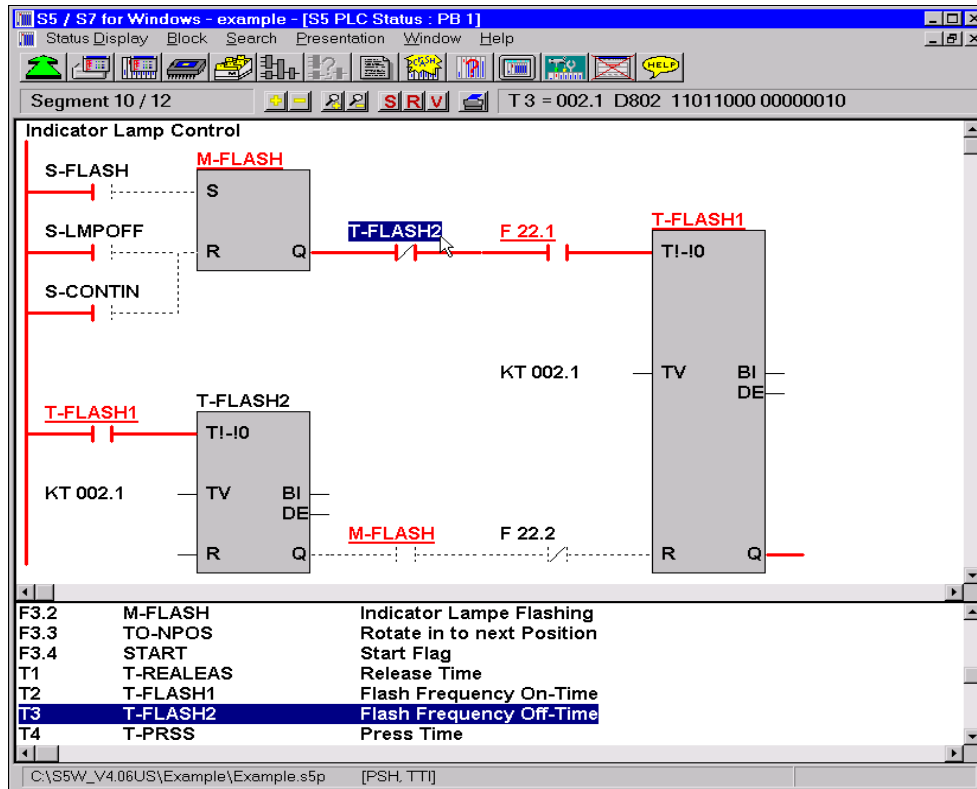 S5 / S7 for Windows - example - [S5 PLC Status : PB 1]
Status Display Block Search Presentation Window Help
CASH
HELP
Segment 10 / 12
S R V
T 3 = 002.1 D802 11011000 00000010
Indicator Lamp Control
S-FLASH
M-FLASH
S
S-LMPOFF
T-FLASH2
F 22.1
T-FLASH1
R Q
T!-!0
S-CONTIN
KT 002.1
TV BI
DE
T-FLASH1
T-FLASH2
T!-!0
KT 002.1
TV BI
DE
M-FLASH
F 22.2
R Q
R Q
F3.2 M-FLASH Indicator Lampe Flashing
F3.3 TO-NPOS Rotate in to next Position
F3.4 START Start Flag
T1 T-REALEAS Release Time
T2 T-FLASH1 Flash Frequency On-Time
T3 T-FLASH2 Flash Frequency Off-Time
T4 T-PRSS Press Time
C:\S5W_V4.06US\Example\Example.s5p [PSH, TTI]